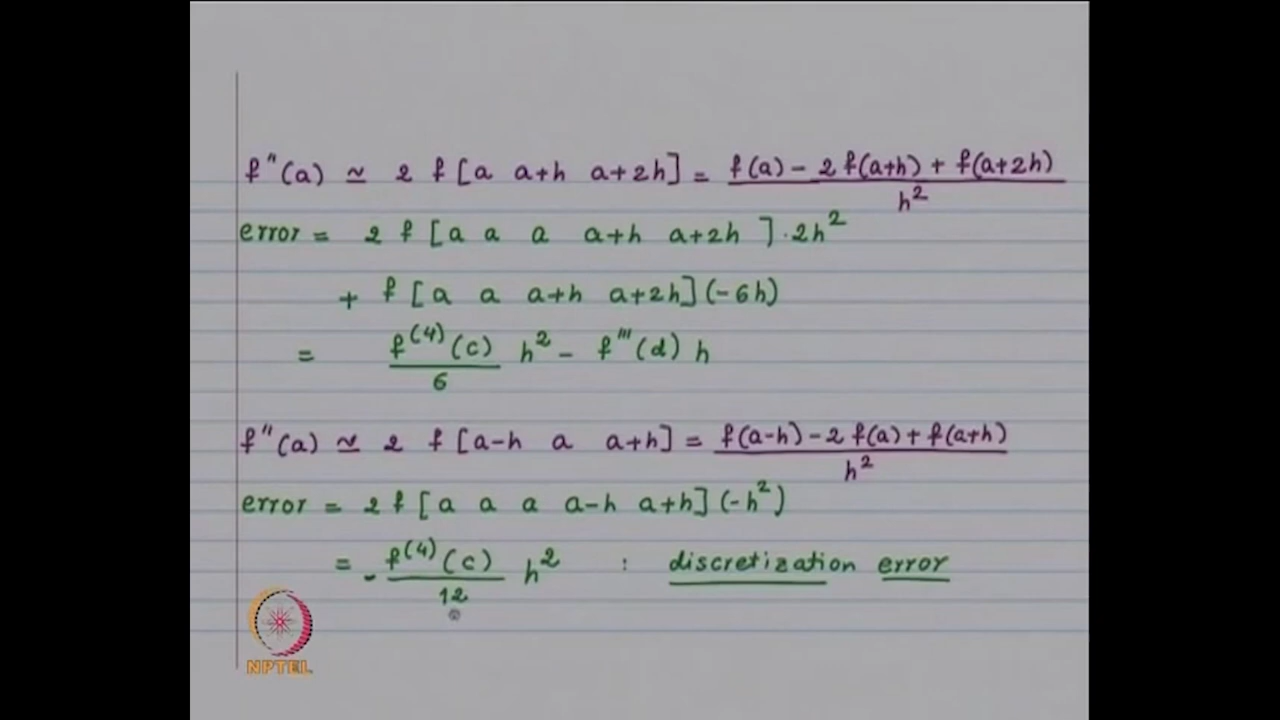 f''(a) ≃ 2 f [a a+h a+2h] = (f(a) - 2 f(a+h) + f(a+2h)) / h²
error = 2 f [a a a a+h a+2h] · 2h²
+ f [a a a+h a+2h] (-6h)
= f⁽⁴⁾(c) / 6 h² - f'''(d) h
f''(a) ≃ 2 f [a-h a a+h] = (f(a-h) - 2 f(a) + f(a+h)) / h²
error = 2 f [a a a a-h a+h] (-h²)
= - f⁽⁴⁾(c) / 12 h² : discretization error
NPTEL